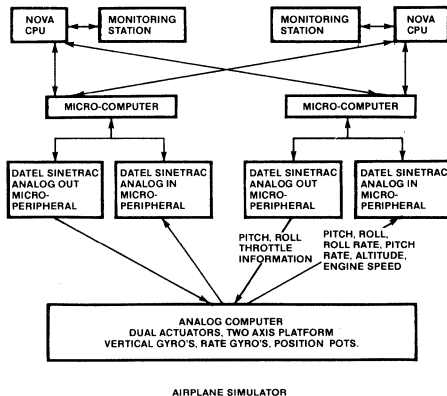 NOVA
CPU
MONITORING
STATION
MONITORING
STATION
NOVA
CPU
MICRO-COMPUTER
MICRO-COMPUTER
DATEL SINETRAC
ANALOG OUT
MICRO-
PERIPHERAL
DATEL SINETRAC
ANALOG IN
MICRO-
PERIPHERAL
DATEL SINETRAC
ANALOG OUT
MICRO-
PERIPHERAL
DATEL SINETRAC
ANALOG IN
MICRO-
PERIPHERAL
PITCH, ROLL
THROTTLE
INFORMATION
PITCH, ROLL,
ROLL RATE, PITCH
RATE, ALTITUDE,
ENGINE SPEED
ANALOG COMPUTER
DUAL ACTUATORS, TWO AXIS PLATFORM
VERTICAL GYRO'S, RATE GYRO'S, POSITION POTS.
AIRPLANE SIMULATOR